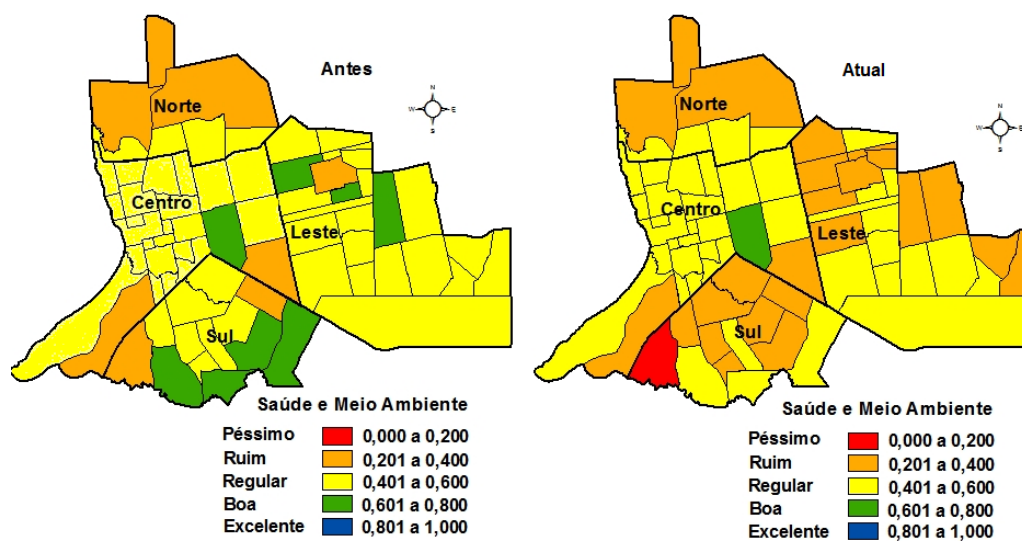 Antes
N
W E
S
Norte
Centro
Leste
Sul
Saúde e Meio Ambiente
Péssimo 0,000 a 0,200
Ruim 0,201 a 0,400
Regular 0,401 a 0,600
Boa 0,601 a 0,800
Excelente 0,801 a 1,000
Atual
N
W E
S
Norte
Centro
Leste
Sul
Saúde e Meio Ambiente
Péssimo 0,000 a 0,200
Ruim 0,201 a 0,400
Regular 0,401 a 0,600
Boa 0,601 a 0,800
Excelente 0,801 a 1,000